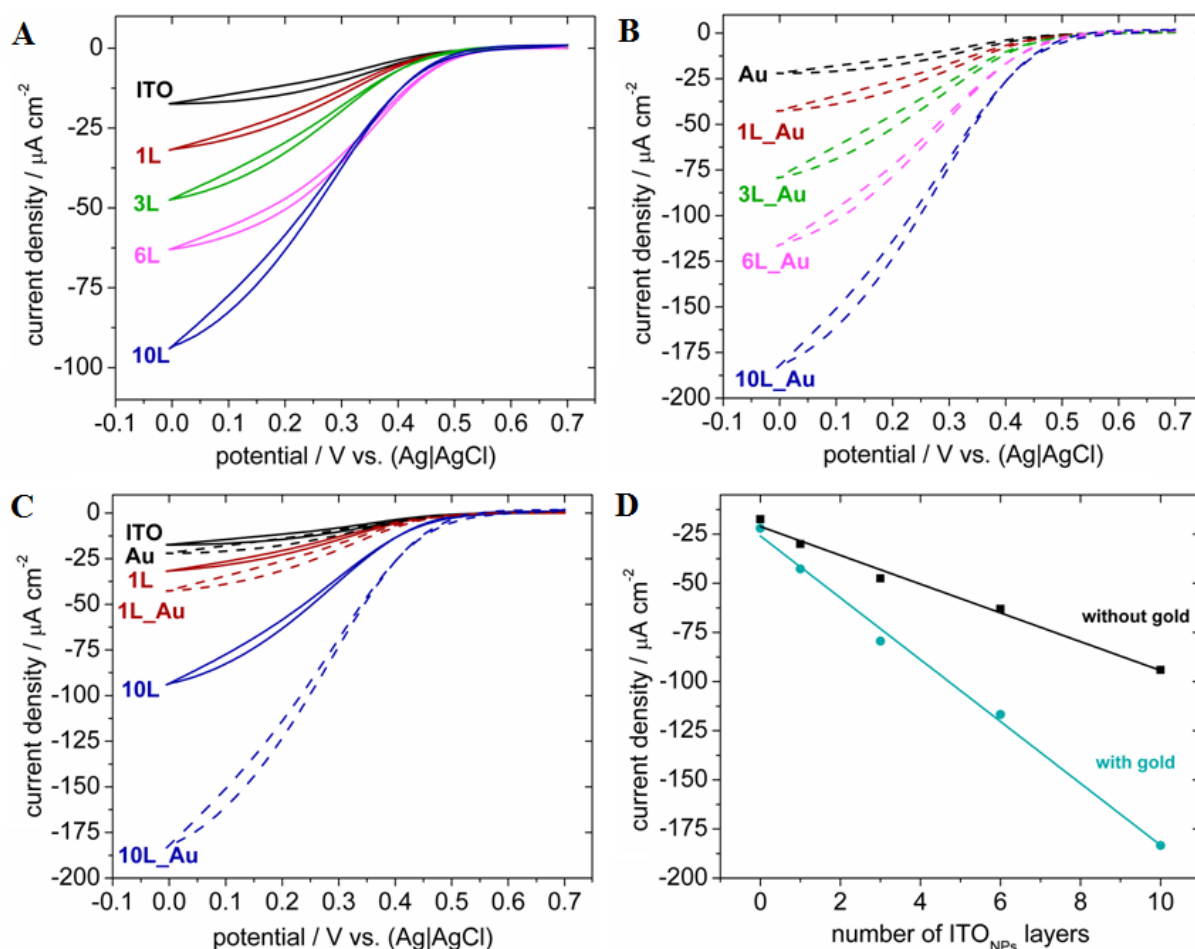 A
0
-25
-50
-75
-100
ITO
1L
3L
6L
10L
-0.1 0.0 0.1 0.2 0.3 0.4 0.5 0.6 0.7
potential / V vs. (Ag|AgCl)
current density / μA cm⁻²
B
0
-25
-50
-75
-100
-125
-150
-175
-200
Au
1L_Au
3L_Au
6L_Au
10L_Au
-0.1 0.0 0.1 0.2 0.3 0.4 0.5 0.6 0.7
potential / V vs. (Ag|AgCl)
current density / μA cm⁻²
C
0
-25
-50
-75
-100
-125
-150
-175
-200
ITO
Au
1L
1L_Au
10L
10L_Au
-0.1 0.0 0.1 0.2 0.3 0.4 0.5 0.6 0.7
potential / V vs. (Ag|AgCl)
current density / μA cm⁻²
D
-25
-50
-75
-100
-125
-150
-175
-200
without gold
with gold
0 2 4 6 8 10
number of ITO_NPs layers
current density / μA cm⁻²